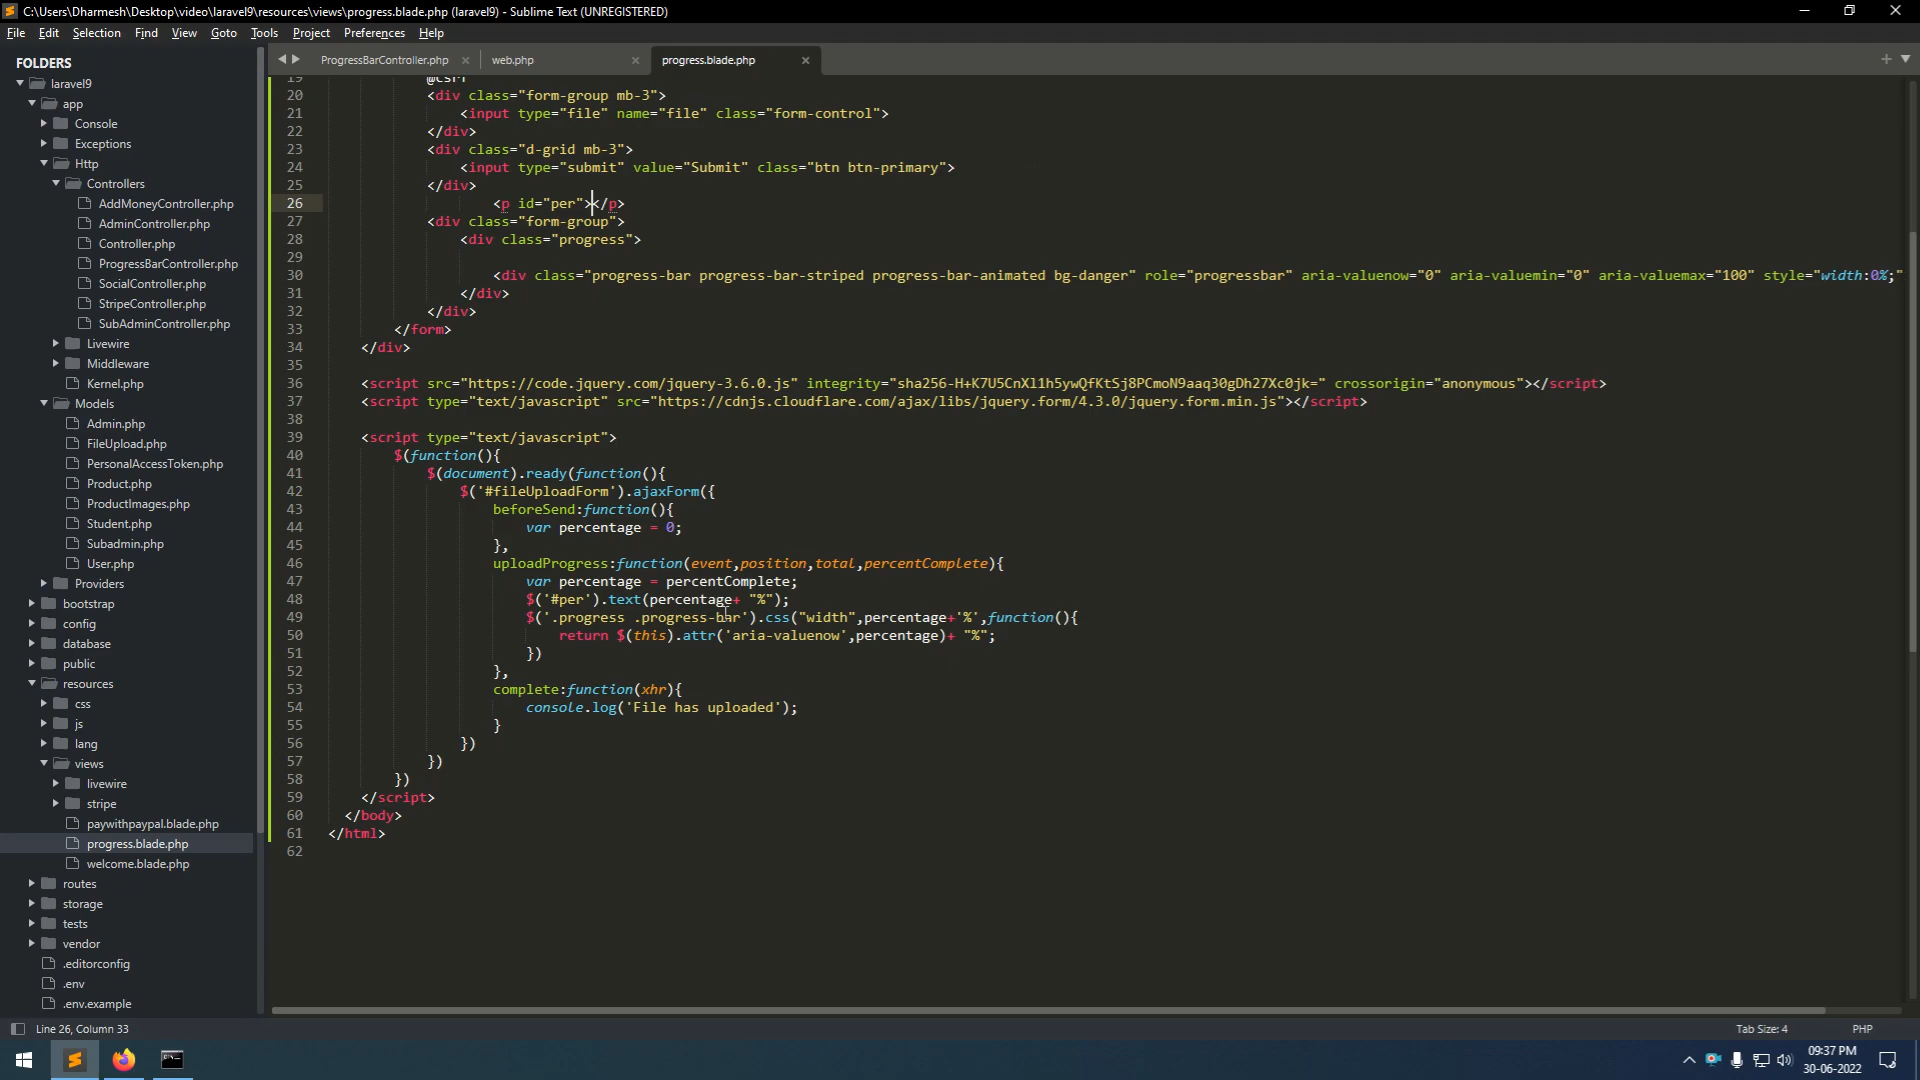 C:\Users\Dharmesh\Desktop\video\laravel9\resources\views\progress.blade.php (laravel9) - Sublime Text (UNREGISTERED)
File Edit Selection Find View Goto Tools Project Preferences Help
FOLDERS
laravel9
app
Console
Exceptions
Http
Controllers
AddMoneyController.php
AdminController.php
Controller.php
ProgressBarController.php
SocialController.php
StripeController.php
SubAdminController.php
Livewire
Middleware
Kernel.php
Models
Admin.php
FileUpload.php
PersonalAccessToken.php
Product.php
ProductImages.php
Student.php
Subadmin.php
User.php
Providers
bootstrap
config
database
public
resources
css
js
lang
views
livewire
stripe
paywithpaypal.blade.php
progress.blade.php
welcome.blade.php
routes
storage
tests
vendor
.editorconfig
.env
.env.example
ProgressBarController.php web.php progress.blade.php
19 @csrf
20 <div class="form-group mb-3">
21 <input type="file" name="file" class="form-control">
22 </div>
23 <div class="d-grid mb-3">
24 <input type="submit" value="Submit" class="btn btn-primary">
25 </div>
26 <p id="per"></p>
27 <div class="form-group">
28 <div class="progress">
29
30 <div class="progress-bar progress-bar-striped progress-bar-animated bg-danger" role="progressbar" aria-valuenow="0" aria-valuemin="0" aria-valuemax="100" style="width:0%;"
31 </div>
32 </div>
33 </form>
34 </div>
35
36 <script src="https://code.jquery.com/jquery-3.6.0.js" integrity="sha256-H+K7U5CnXl1h5ywQfKtSj8PCmoN9aaq30gDh27Xc0jk=" crossorigin="anonymous"></script>
37 <script type="text/javascript" src="https://cdnjs.cloudflare.com/ajax/libs/jquery.form/4.3.0/jquery.form.min.js"></script>
38
39 <script type="text/javascript">
40 $(function(){
41 $(document).ready(function(){
42 $('#fileUploadForm').ajaxForm({
43 beforeSend:function(){
44 var percentage = 0;
45 },
46 uploadProgress:function(event,position,total,percentComplete){
47 var percentage = percentComplete;
48 $('#per').text(percentage+ "%");
49 $('.progress .progress-bar').css("width",percentage+'%',function(){
50 return $(this).attr('aria-valuenow',percentage)+ "%";
51 })
52 },
53 complete:function(xhr){
54 console.log('File has uploaded');
55 }
56 })
57 })
58 })
59 </script>
60 </body>
61 </html>
62
Line 26, Column 33 Tab Size: 4 PHP
09:37 PM
30-06-2022